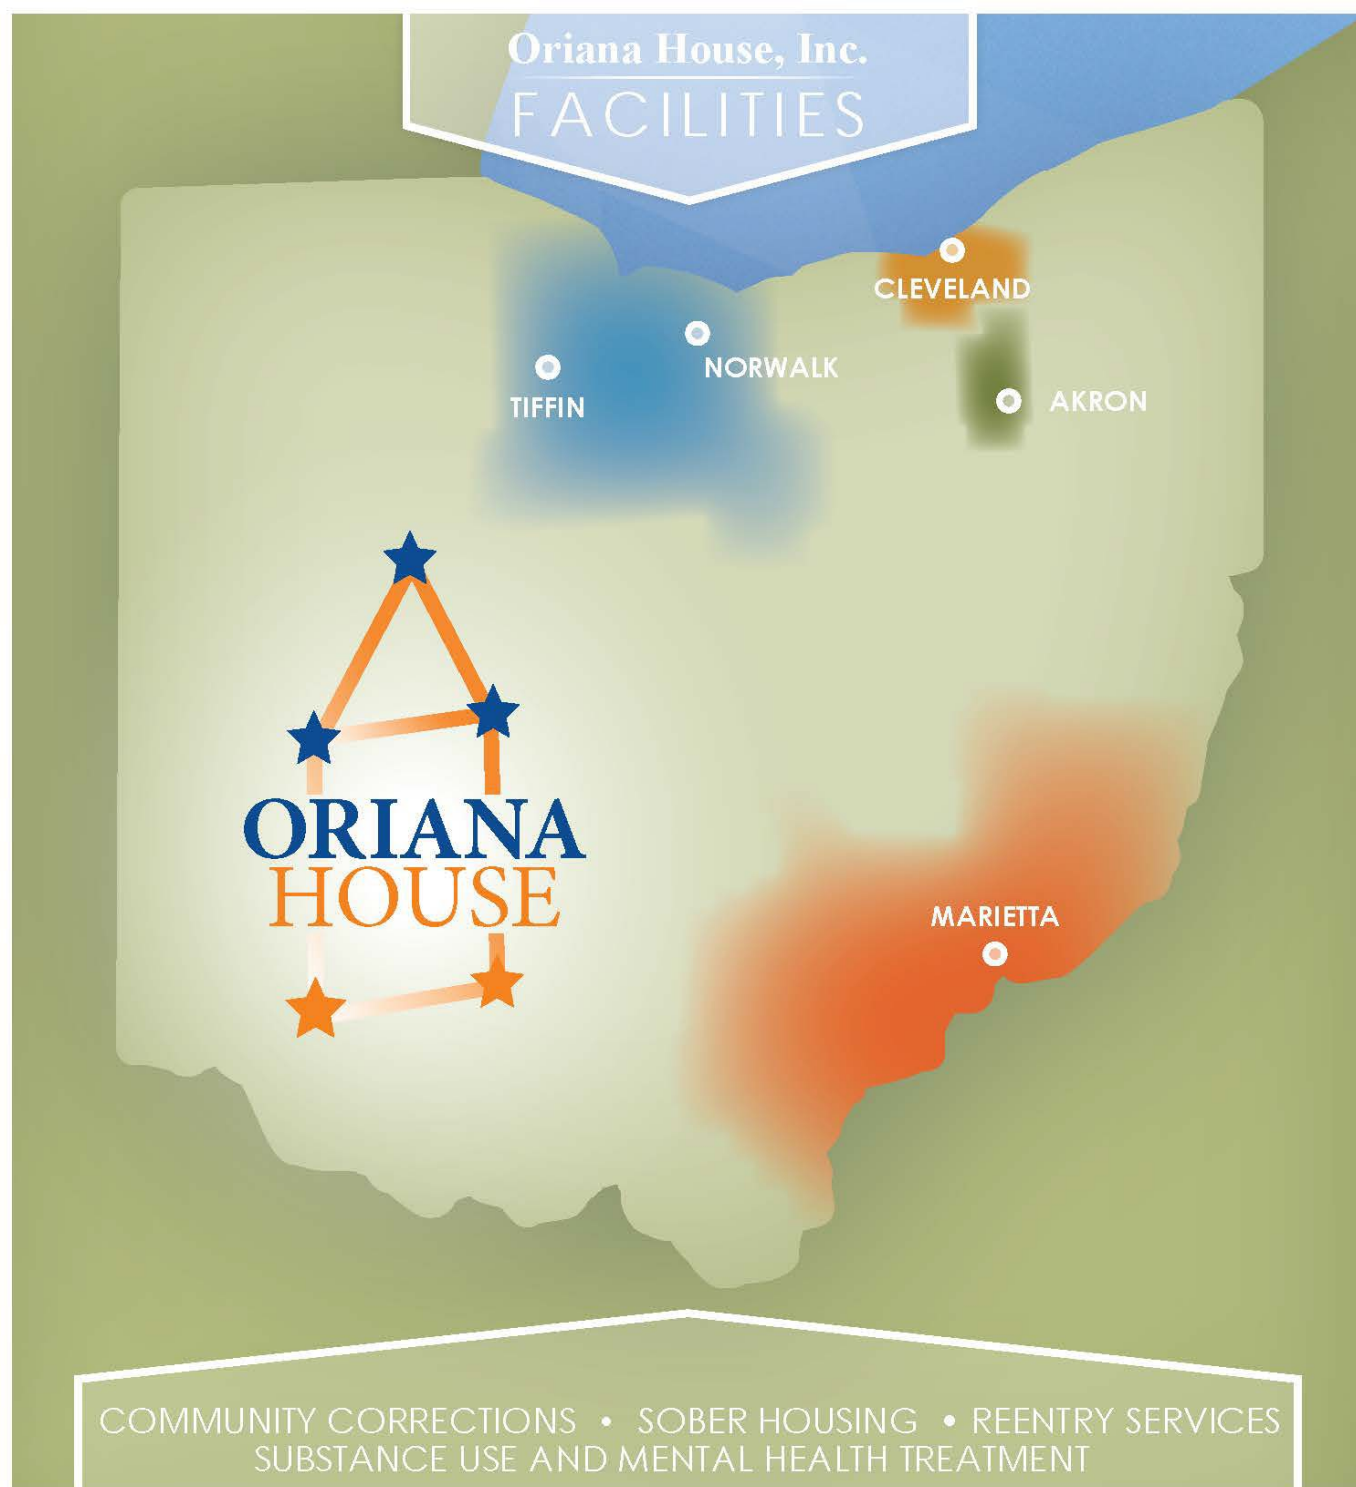 Oriana House, Inc.
FACILITIES
CLEVELAND
NORWALK
TIFFIN
AKRON
ORIANA
HOUSE
MARIETTA
COMMUNITY CORRECTIONS • SOBER HOUSING • REENTRY SERVICES
SUBSTANCE USE AND MENTAL HEALTH TREATMENT